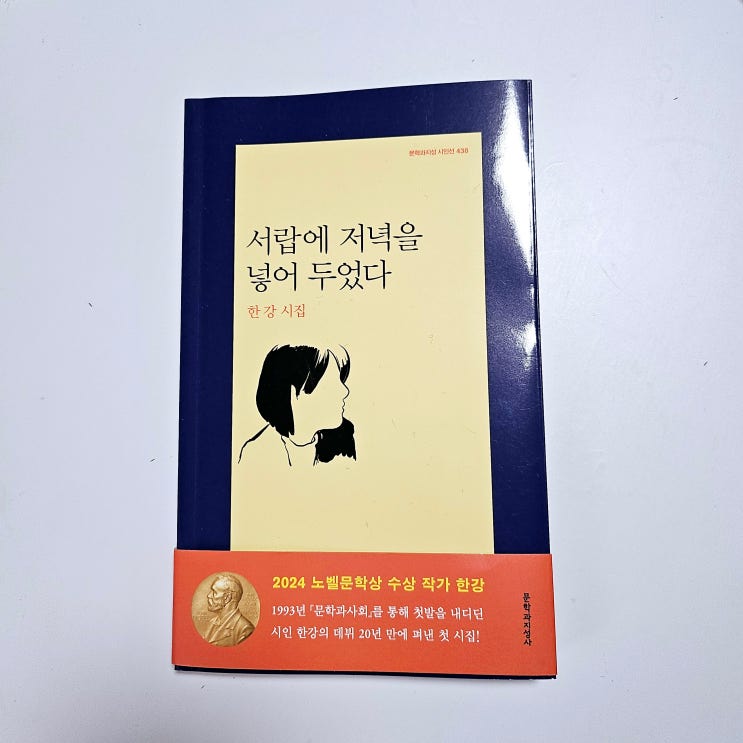 문학과지성 시인선 438
서랍에 저녁을
넣어 두었다
한강 시집
2024 노벨문학상 수상 작가 한강
1993년 『문학과사회』를 통해 첫발을 내디딘
시인 한강의 데뷔 20년 만에 펴낸 첫 시집!
문학과지성사